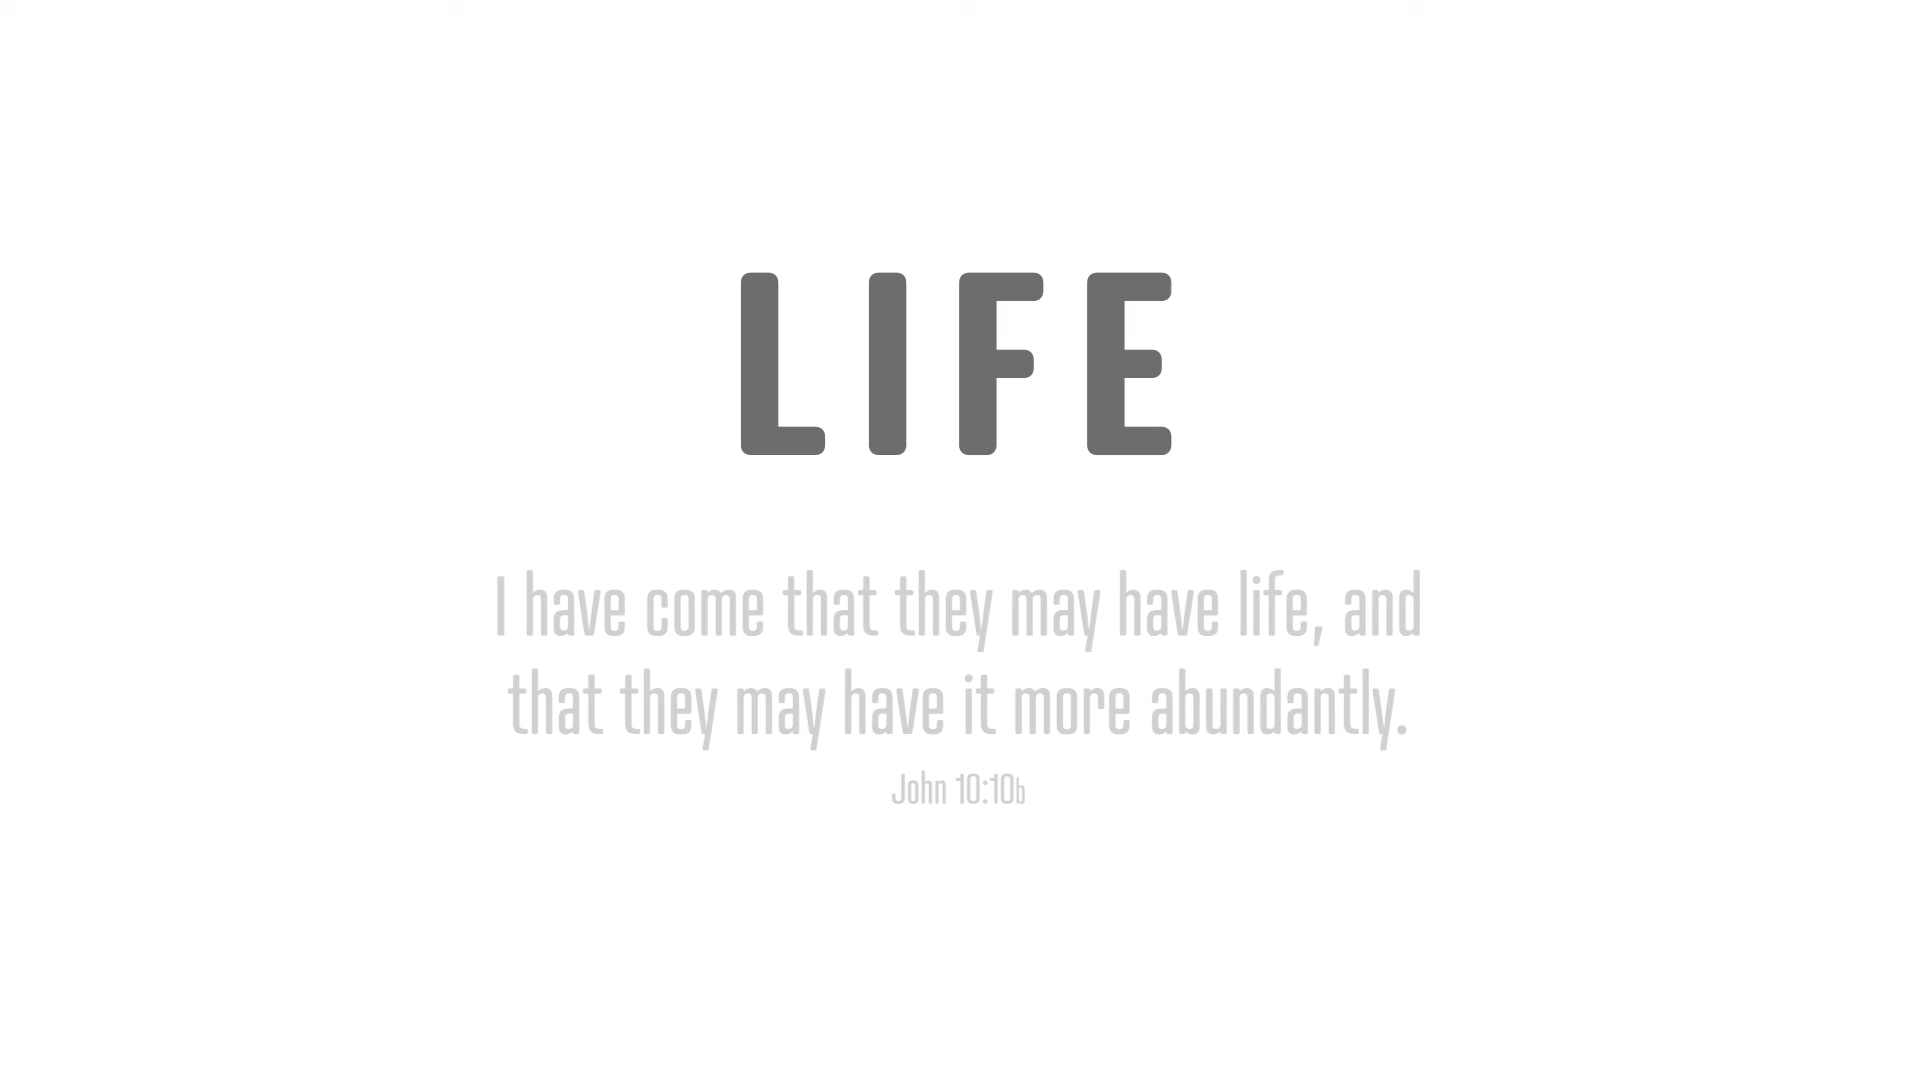 LIFE
I have come that they may have life, and
that they may have it more abundantly.
John 10:10b